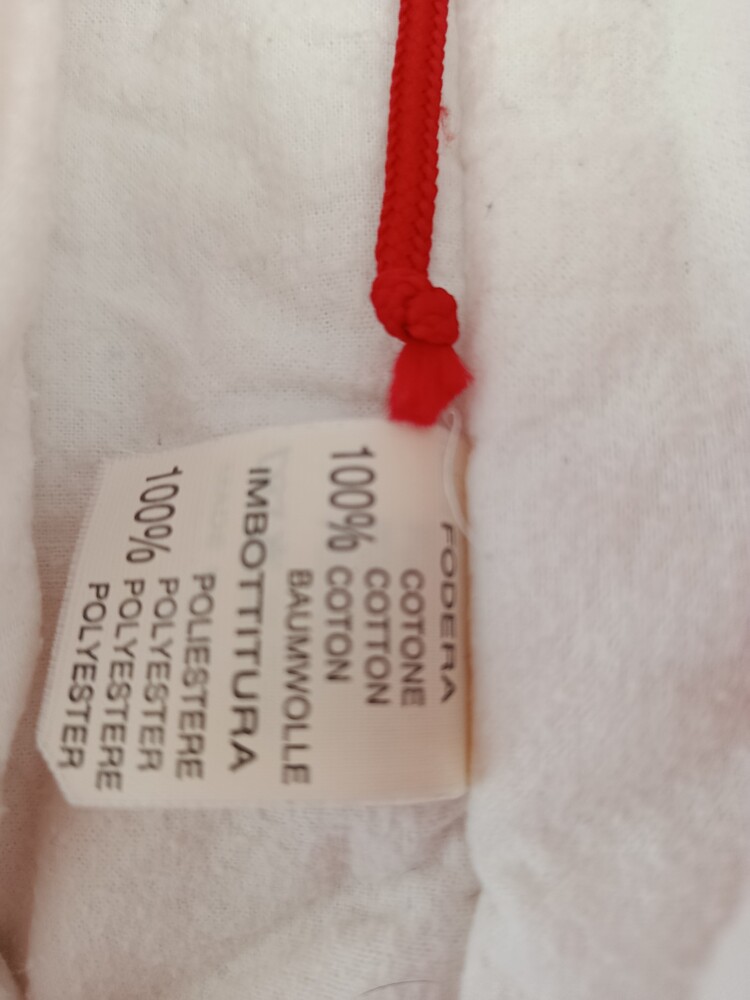 FODERA
COTONE
COTTON
100% COTON
BAUMWOLLE
IMBOTTITURA
POLIESTERE
100% POLYESTER
POLYESTERE
POLYESTER